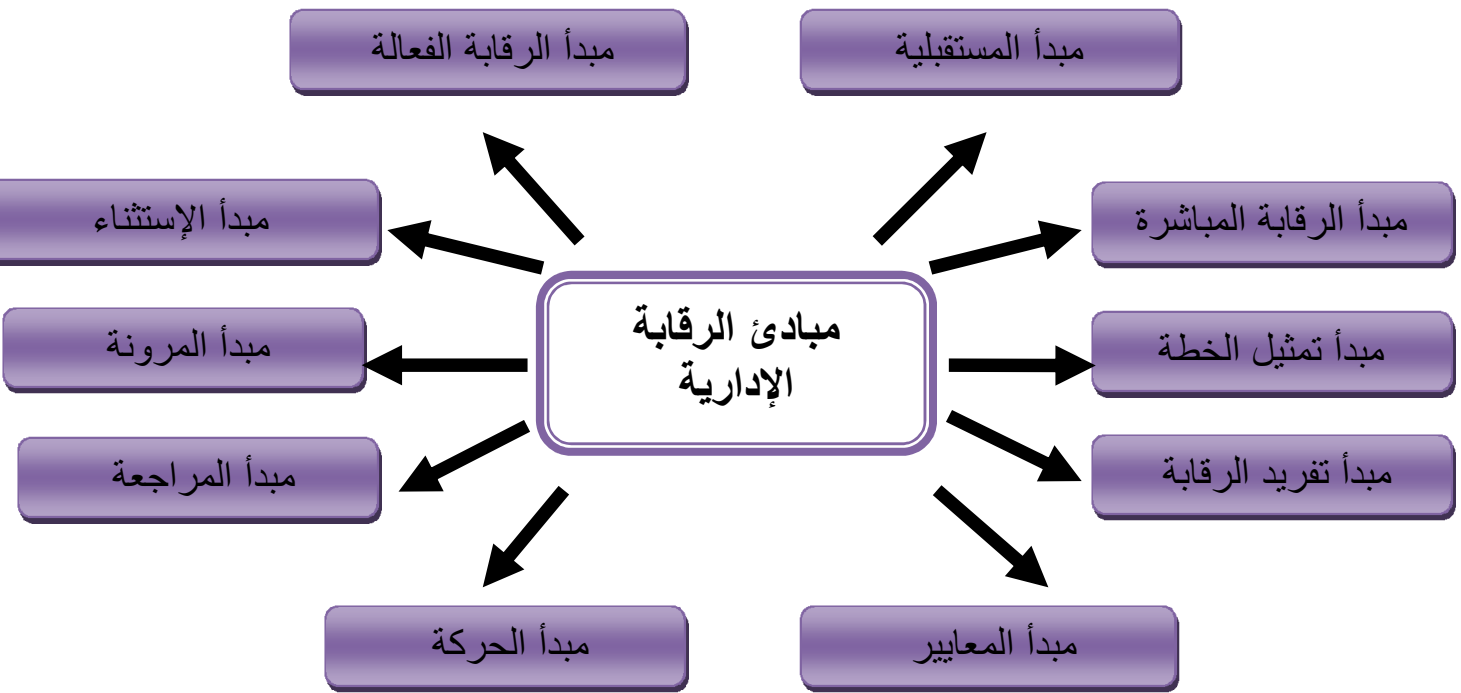 مبدأ المستقبلية
مبدأ الرقابة الفعالة
مبدأ الرقابة المباشرة
مبدأ الإستثناء
مبادئ الرقابة
الإدارية
مبدأ تمثيل الخطة
مبدأ المرونة
مبدأ تفريد الرقابة
مبدأ المراجعة
مبدأ المعايير
مبدأ الحركة